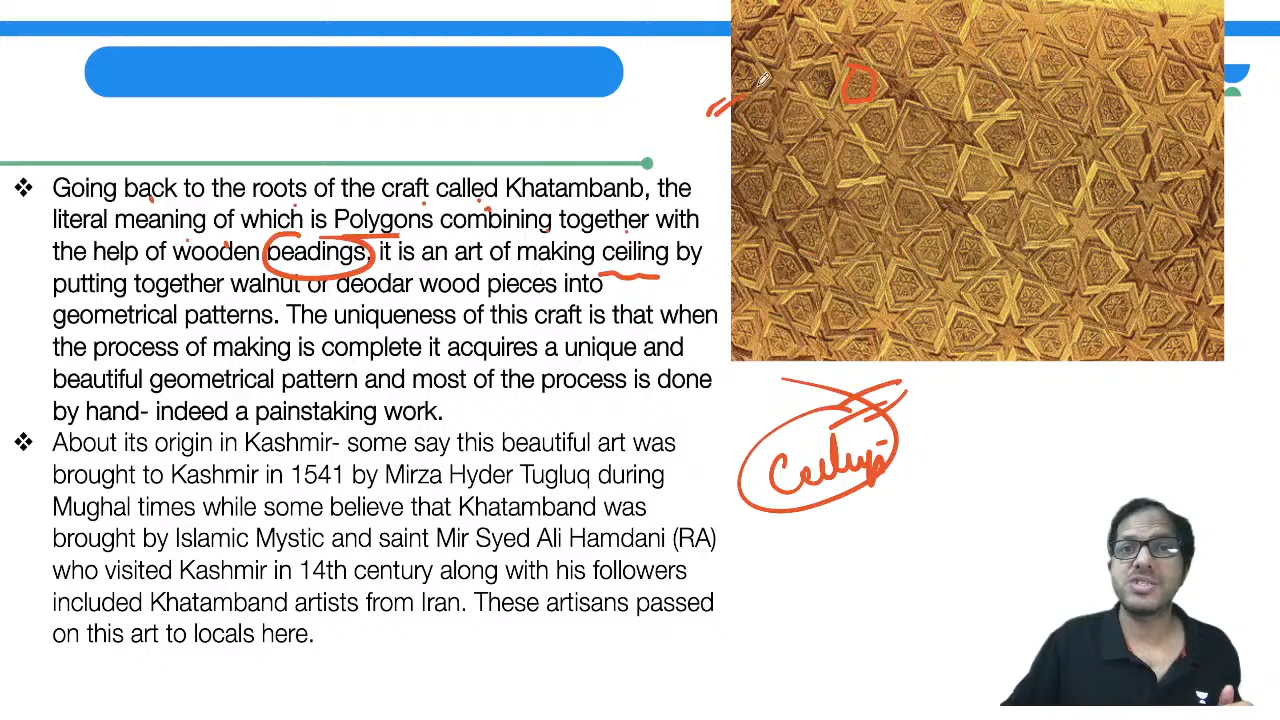 ❖ Going back to the roots of the craft called Khatambanb, the
literal meaning of which is Polygons combining together with
the help of wooden beadings, it is an art of making ceiling by
putting together walnut or deodar wood pieces into
geometrical patterns. The uniqueness of this craft is that when
the process of making is complete it acquires a unique and
beautiful geometrical pattern and most of the process is done
by hand- indeed a painstaking work.
❖ About its origin in Kashmir- some say this beautiful art was
brought to Kashmir in 1541 by Mirza Hyder Tugluq during
Mughal times while some believe that Khatamband was
brought by Islamic Mystic and saint Mir Syed Ali Hamdani (RA)
who visited Kashmir in 14th century along with his followers
included Khatamband artists from Iran. These artisans passed
on this art to locals here.